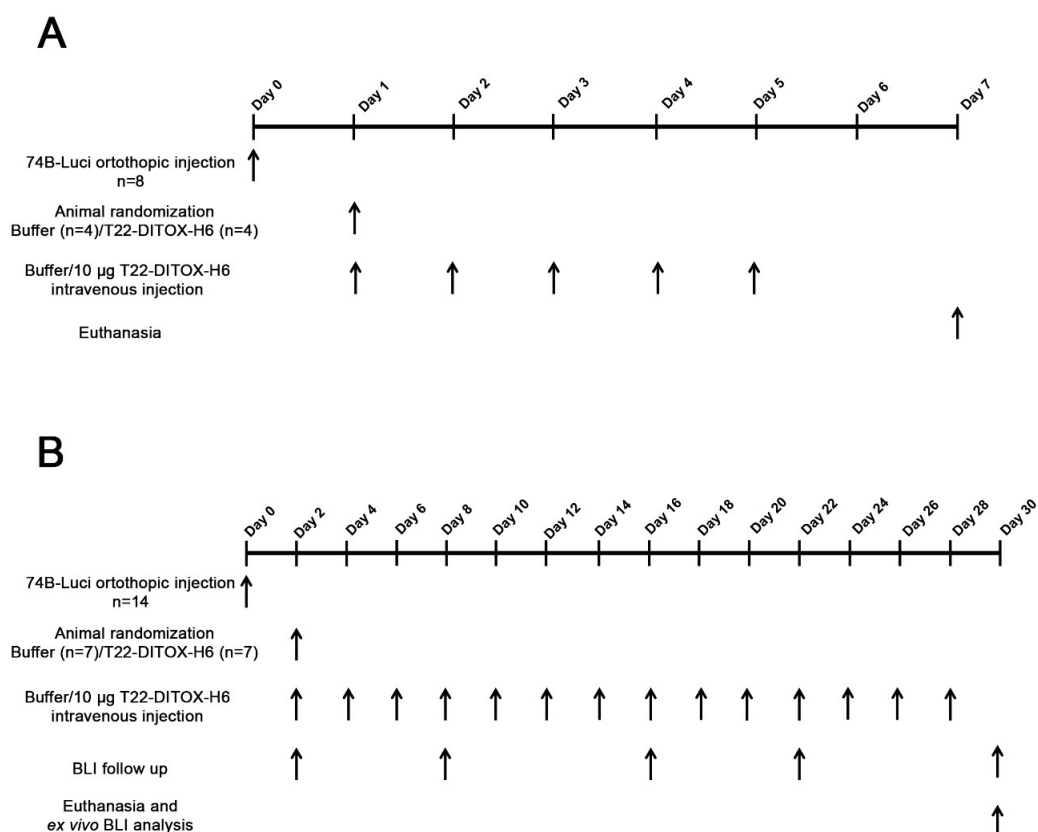 A
Day 0
Day 1
Day 2
Day 3
Day 4
Day 5
Day 6
Day 7
74B-Luci ortothopic injection
n=8
Animal randomization
Buffer (n=4)/T22-DITOX-H6 (n=4)
Buffer/10 µg T22-DITOX-H6
intravenous injection
Euthanasia
B
Day 0
Day 2
Day 4
Day 6
Day 8
Day 10
Day 12
Day 14
Day 16
Day 18
Day 20
Day 22
Day 24
Day 26
Day 28
Day 30
74B-Luci ortothopic injection
n=14
Animal randomization
Buffer (n=7)/T22-DITOX-H6 (n=7)
Buffer/10 µg T22-DITOX-H6
intravenous injection
BLI follow up
Euthanasia and
ex vivo BLI analysis